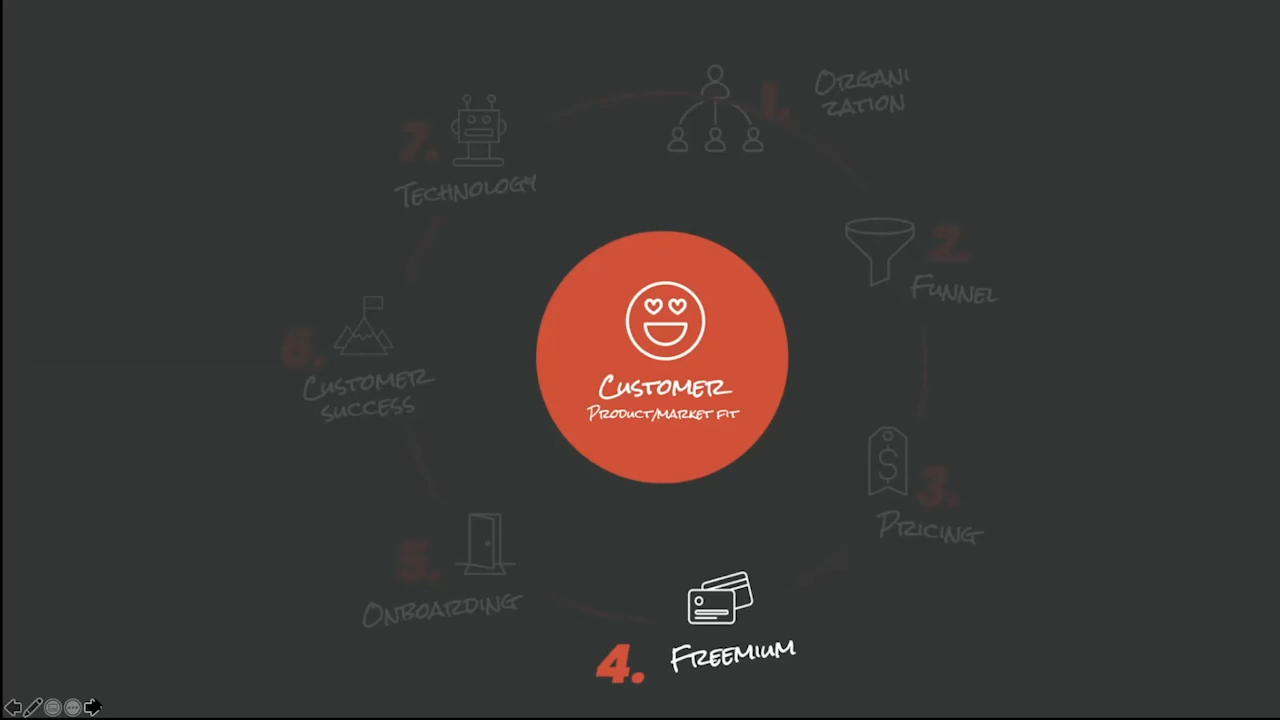 1. ORGANI
ZATION
2.
FUNNEL
3.
PRICING
4. FREEMIUM
5.
ONBOARDING
6.
CUSTOMER
SUCCESS
7.
TECHNOLOGY
CUSTOMER
PRODUCT/MARKET FIT
$